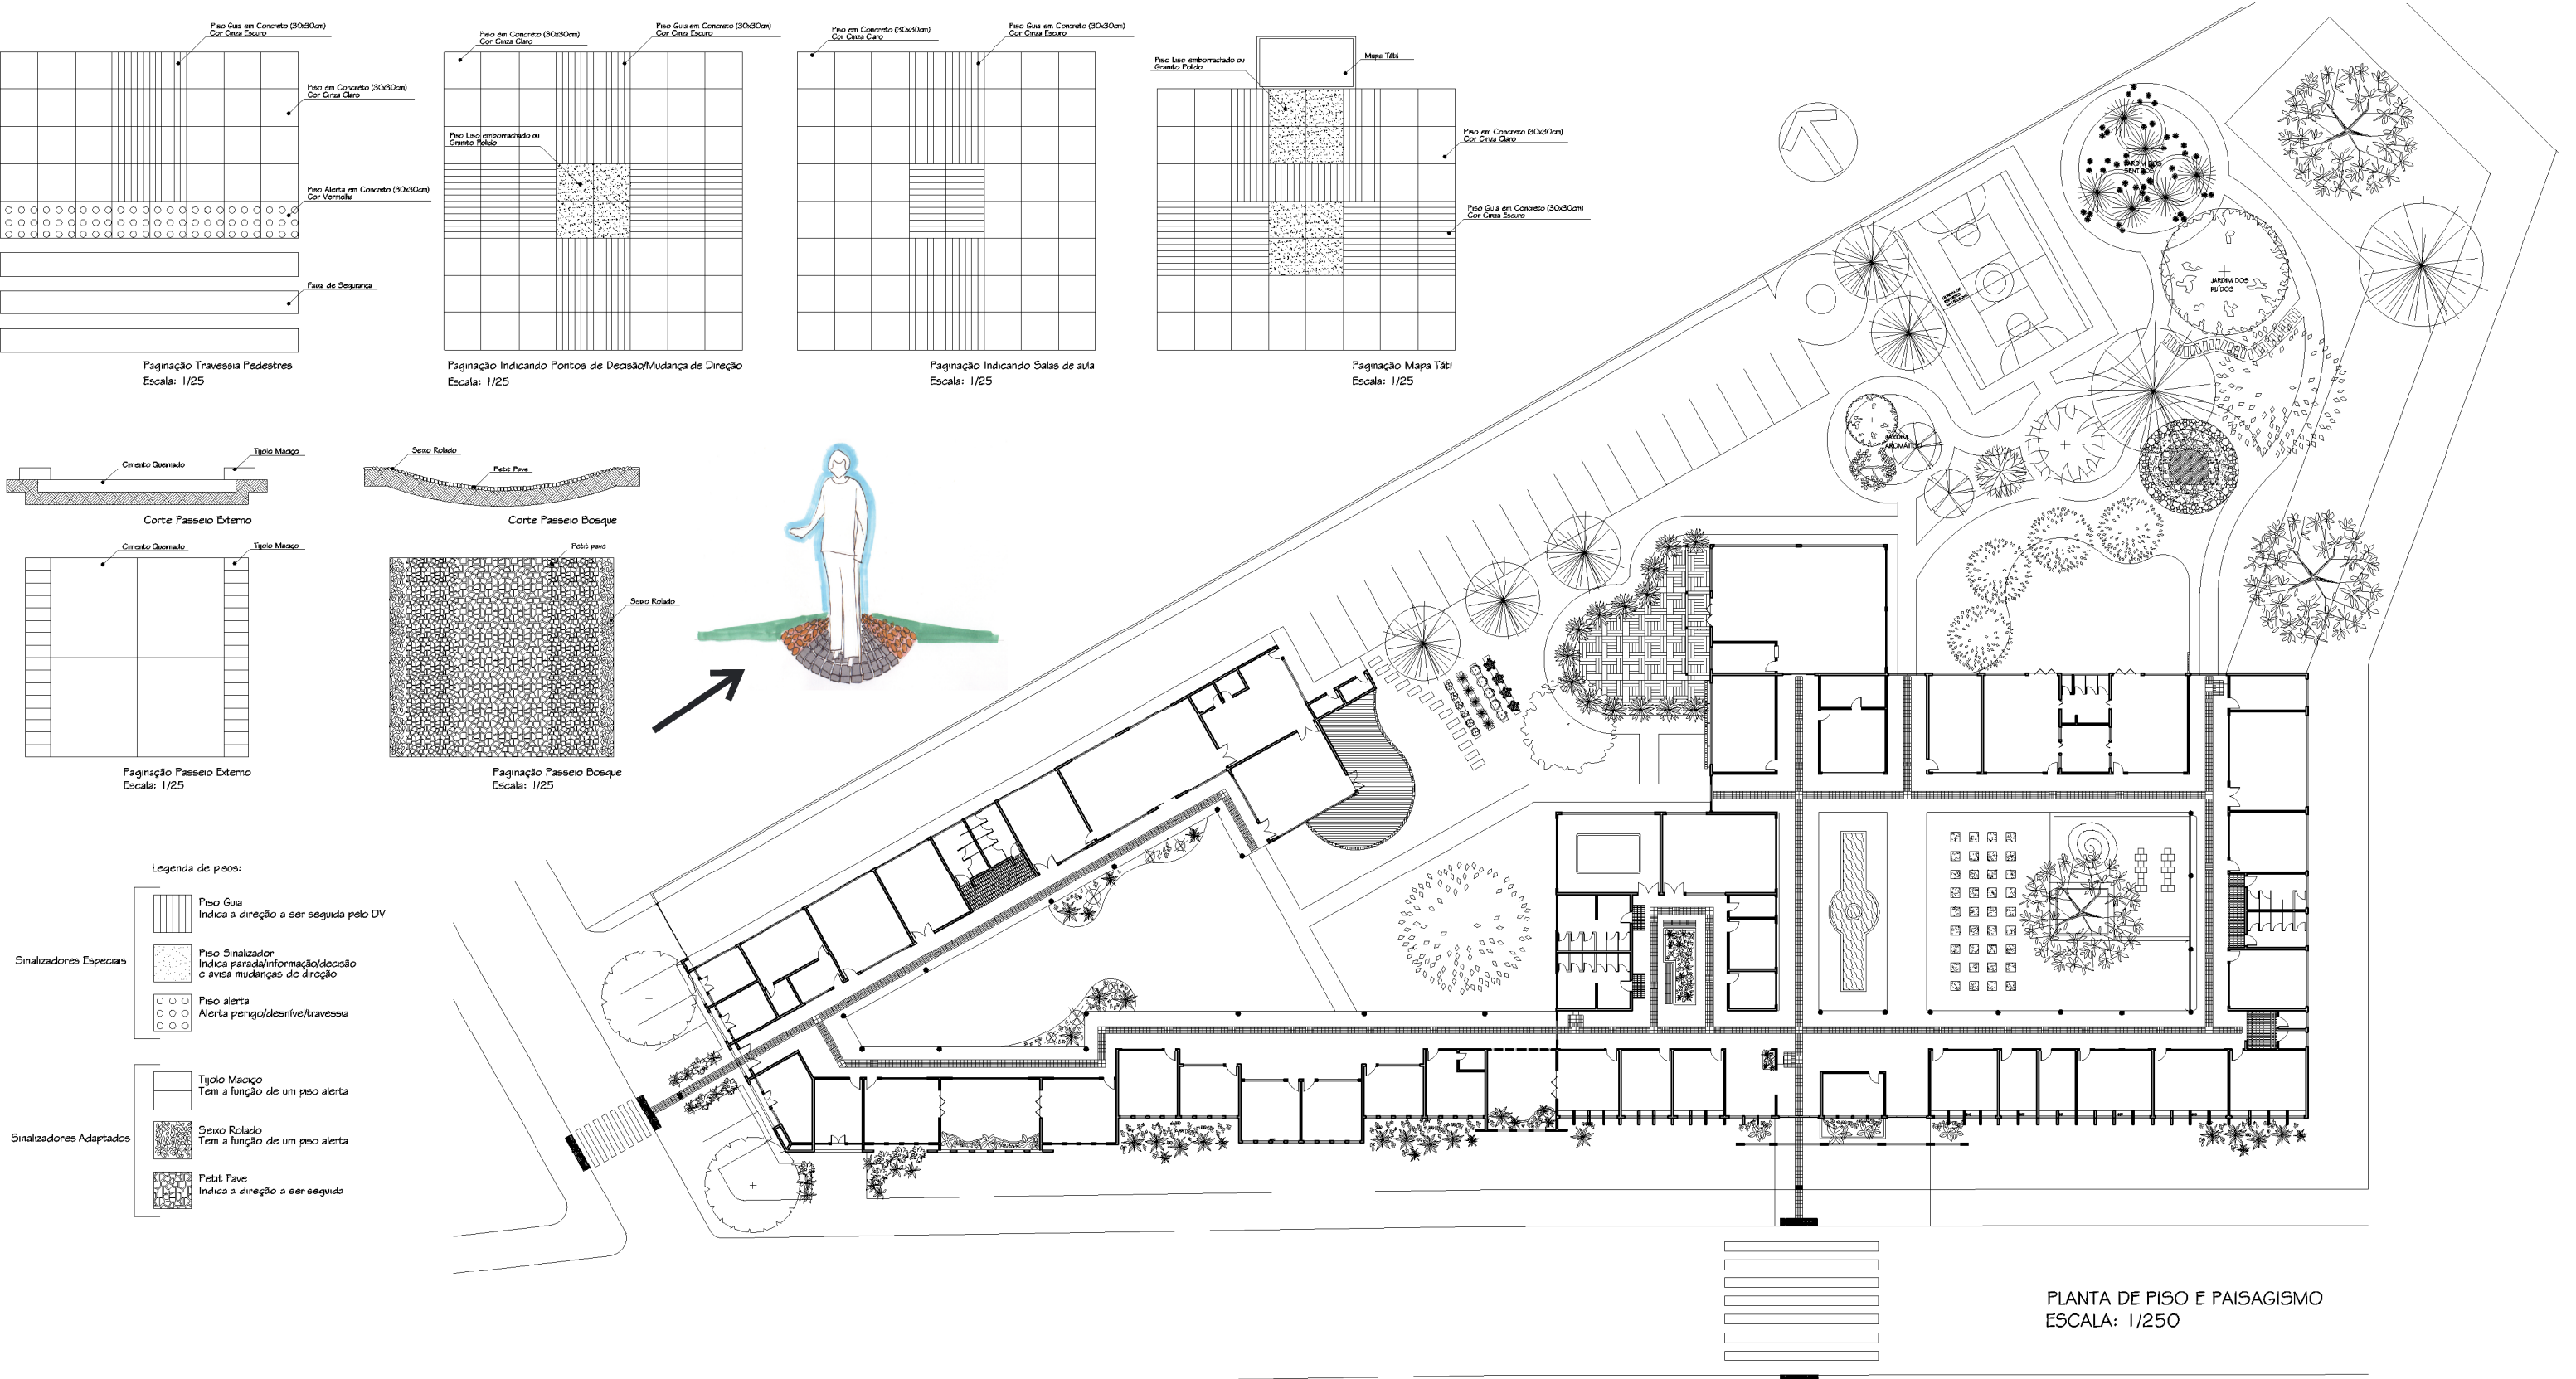 Piso Guia em Concreto (30x30cm)
Cor Cinza Escuro
Piso em Concreto (30x30cm)
Cor Cinza Claro
Piso Alerta em Concreto (30x30cm)
Cor Vermelha
Faixa de Segurança
Paginação Travessia Pedestres
Escala: 1/25
Piso em Concreto (30x30cm)
Cor Cinza Claro
Piso Guia em Concreto (30x30cm)
Cor Cinza Escuro
Piso Liso emborrachado ou
Granito Polido
Paginação Indicando Pontos de Decisão/Mudança de Direção
Escala: 1/25
Piso em Concreto (30x30cm)
Cor Cinza Claro
Piso Guia em Concreto (30x30cm)
Cor Cinza Escuro
Paginação Indicando Salas de aula
Escala: 1/25
Piso Liso emborrachado ou
Granito Polido
Mapa Tátil
Piso em Concreto (30x30cm)
Cor Cinza Claro
Piso Guia em Concreto (30x30cm)
Cor Cinza Escuro
Paginação Mapa Tátil
Escala: 1/25
Cimento Queimado
Tijolo Maciço
Corte Passeio Externo
Seixo Rolado
Petit Pave
Corte Passeio Bosque
Cimento Queimado
Tijolo Maciço
Paginação Passeio Externo
Escala: 1/25
Petit pave
Seixo Rolado
Paginação Passeio Bosque
Escala: 1/25
Legenda de pisos:
Sinalizadores Especiais
Piso Guia
Indica a direção a ser seguida pelo DV
Piso Sinalizador
Indica parada/informação/decisão
e avisa mudanças de direção
Piso alerta
Alerta perigo/desnível/travessia
Sinalizadores Adaptados
Tijolo Maciço
Tem a função de um piso alerta
Seixo Rolado
Tem a função de um piso alerta
Petit Pave
Indica a direção a ser seguida
JARDIM DOS
SENTIDOS
JARDIM DOS
RUÍDOS
JARDIM
AROMÁTICO
PLANTA DE PISO E PAISAGISMO
ESCALA: 1/250